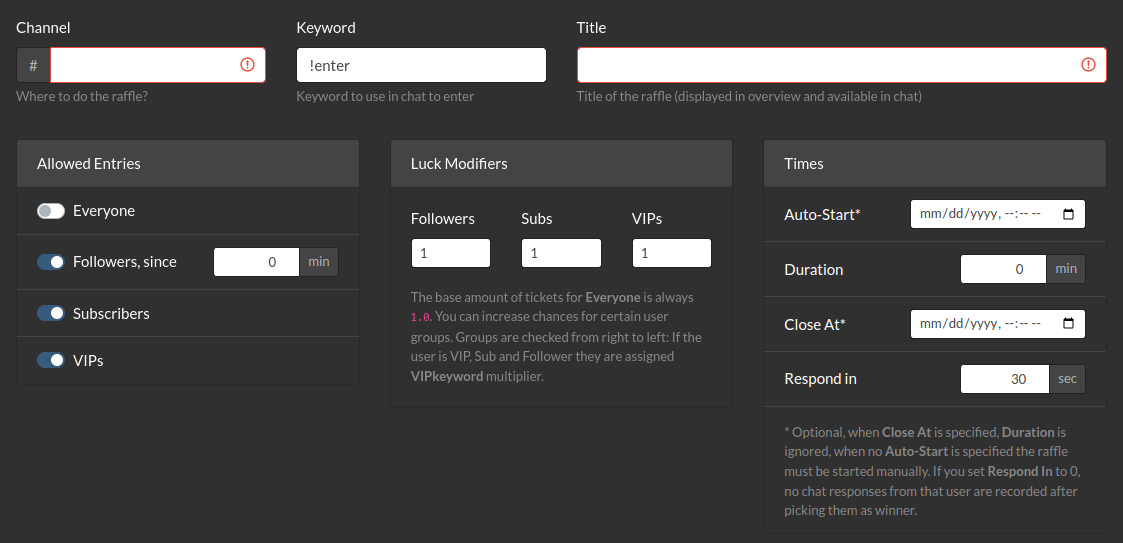 Channel
Keyword
Title
#
!enter
Where to do the raffle?
Keyword to use in chat to enter
Title of the raffle (displayed in overview and available in chat)
Allowed Entries
Everyone
Followers, since 0 min
Subscribers
VIPs
Luck Modifiers
Followers Subs VIPs
1 1 1
The base amount of tickets for Everyone is always
1.0. You can increase chances for certain user
groups. Groups are checked from right to left: If the
user is VIP, Sub and Follower they are assigned
VIPkeyword multiplier.
Times
Auto-Start* mm/dd/yyyy, --:-- --
Duration 0 min
Close At* mm/dd/yyyy, --:-- --
Respond in 30 sec
* Optional, when Close At is specified, Duration is
ignored, when no Auto-Start is specified the raffle
must be started manually. If you set Respond In to 0,
no chat responses from that user are recorded after
picking them as winner.